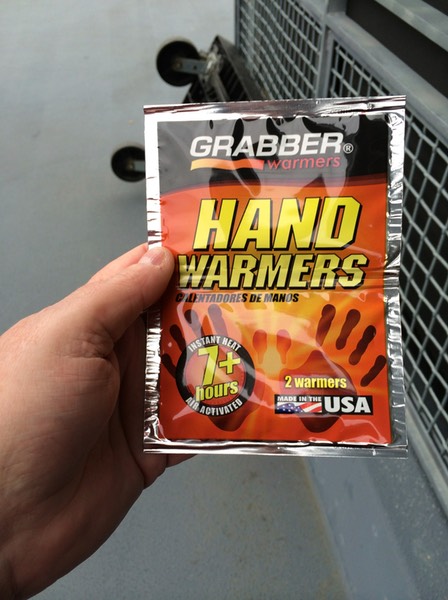 GRABBER®
warmers
HAND
WARMERS
CALENTADORES DE MANOS
INSTANT HEAT
7+
hours
AIR ACTIVATED
2 warmers
MADE IN THE
USA